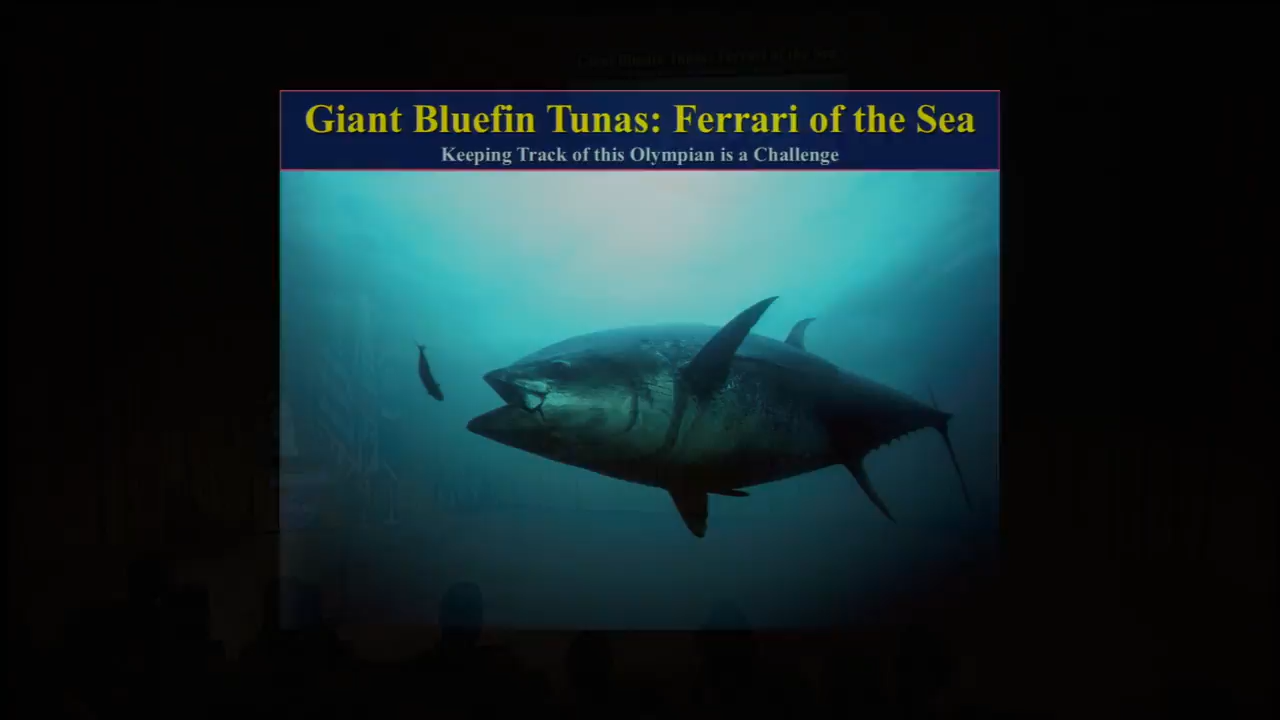 Giant Bluefin Tunas: Ferrari of the Sea
Keeping Track of this Olympian is a Challenge